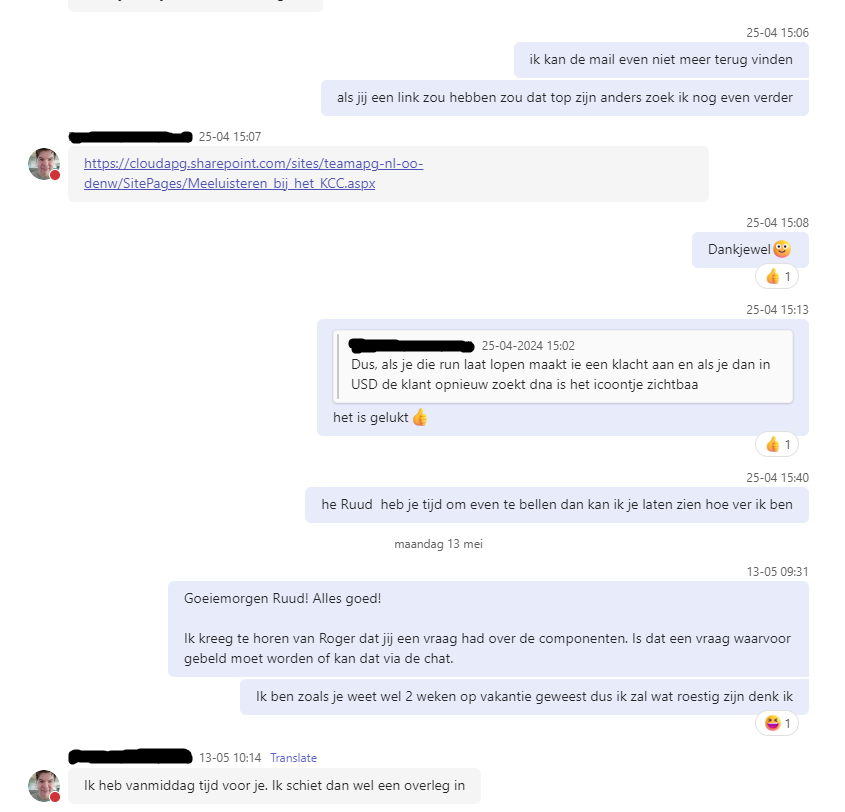 25-04 15:06
ik kan de mail even niet meer terug vinden
als jij een link zou hebben zou dat top zijn anders zoek ik nog even verder
25-04 15:07
https://cloudapg.sharepoint.com/sites/teamapg-nl-oo-
denw/SitePages/Meeluisteren_bij_het_KCC.aspx
25-04 15:08
Dankjewel
1
25-04 15:13
25-04-2024 15:02
Dus, als je die run laat lopen maakt ie een klacht aan en als je dan in
USD de klant opnieuw zoekt dna is het icoontje zichtbaa
het is gelukt
1
25-04 15:40
he Ruud heb je tijd om even te bellen dan kan ik je laten zien hoe ver ik ben
maandag 13 mei
13-05 09:31
Goeiemorgen Ruud! Alles goed!
Ik kreeg te horen van Roger dat jij een vraag had over de componenten. Is dat een vraag waarvoor
gebeld moet worden of kan dat via de chat.
Ik ben zoals je weet wel 2 weken op vakantie geweest dus ik zal wat roestig zijn denk ik
1
13-05 10:14 Translate
Ik heb vanmiddag tijd voor je. Ik schiet dan wel een overleg in